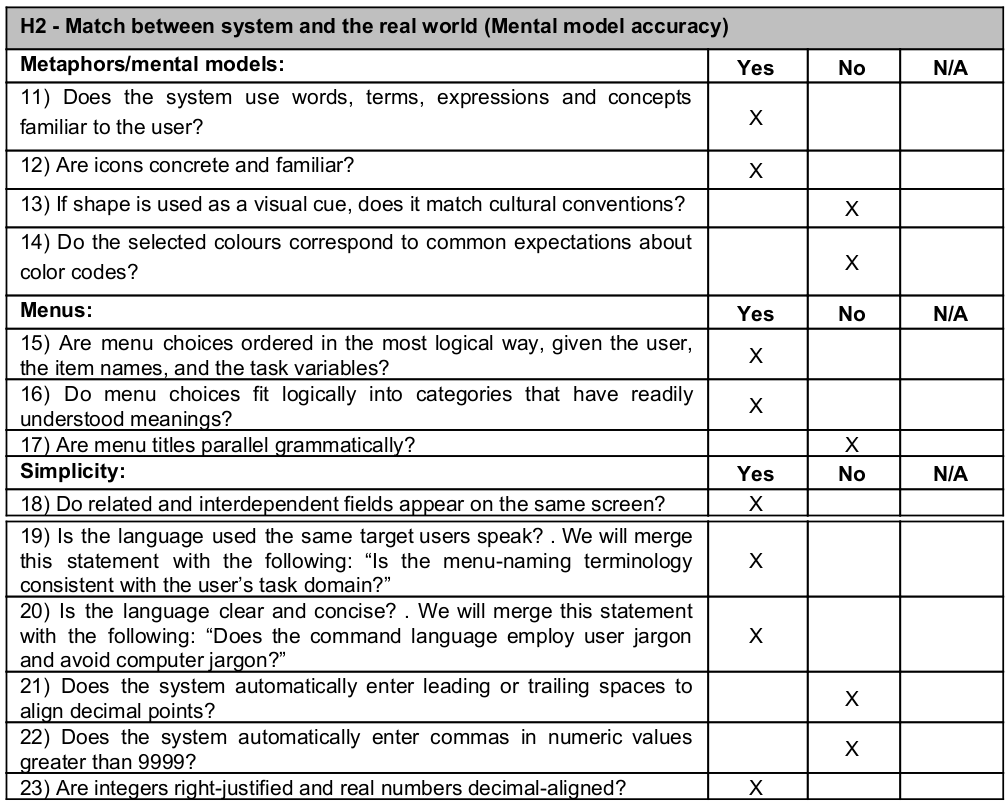 H2 - Match between system and the real world (Mental model accuracy)
Metaphors/mental models: Yes No N/A
11) Does the system use words, terms, expressions and concepts
familiar to the user? X
12) Are icons concrete and familiar? X
13) If shape is used as a visual cue, does it match cultural conventions? X
14) Do the selected colours correspond to common expectations about
color codes? X
Menus: Yes No N/A
15) Are menu choices ordered in the most logical way, given the user,
the item names, and the task variables? X
16) Do menu choices fit logically into categories that have readily
understood meanings? X
17) Are menu titles parallel grammatically? X
Simplicity: Yes No N/A
18) Do related and interdependent fields appear on the same screen? X
19) Is the language used the same target users speak? . We will merge
this statement with the following: “Is the menu-naming terminology X
consistent with the user’s task domain?”
20) Is the language clear and concise? . We will merge this statement
with the following: “Does the command language employ user jargon X
and avoid computer jargon?”
21) Does the system automatically enter leading or trailing spaces to
align decimal points? X
22) Does the system automatically enter commas in numeric values
greater than 9999? X
23) Are integers right-justified and real numbers decimal-aligned? X